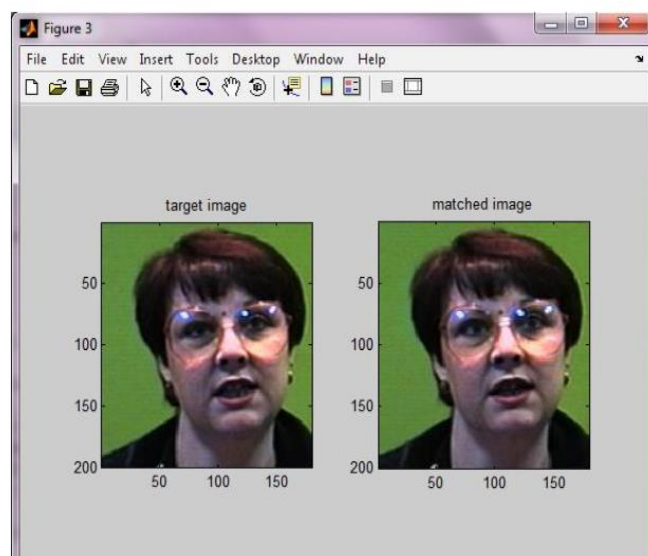 Figure 3
File Edit View Insert Tools Desktop Window Help
target image
matched image
50
100
150
200
50 100 150
50
100
150
200
50 100 150